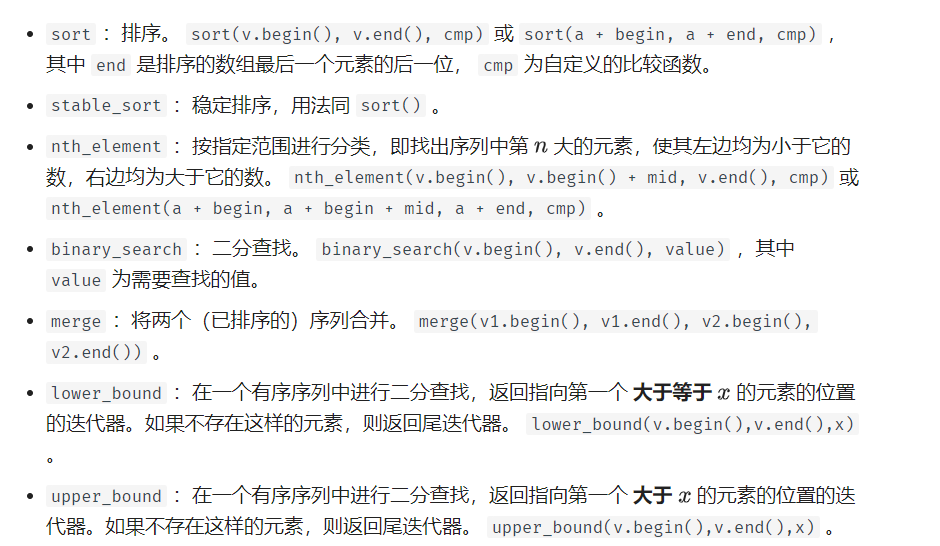 • sort ：排序。 sort(v.begin(), v.end(), cmp) 或 sort(a + begin, a + end, cmp) ，
其中 end 是排序的数组最后一个元素的后一位， cmp 为自定义的比较函数。
• stable_sort ：稳定排序，用法同 sort() 。
• nth_element ：按指定范围进行分类，即找出序列中第 n 大的元素，使其左边均为小于它的
数，右边均为大于它的数。 nth_element(v.begin(), v.begin() + mid, v.end(), cmp) 或
nth_element(a + begin, a + begin + mid, a + end, cmp) 。
• binary_search ：二分查找。 binary_search(v.begin(), v.end(), value) ，其中
value 为需要查找的值。
• merge ：将两个（已排序的）序列合并。 merge(v1.begin(), v1.end(), v2.begin(),
v2.end()) 。
• lower_bound ：在一个有序序列中进行二分查找，返回指向第一个 大于等于 x 的元素的位置
的迭代器。如果不存在这样的元素，则返回尾迭代器。 lower_bound(v.begin(),v.end(),x)
。
• upper_bound ：在一个有序序列中进行二分查找，返回指向第一个 大于 x 的元素的位置的迭
代器。如果不存在这样的元素，则返回尾迭代器。 upper_bound(v.begin(),v.end(),x) 。